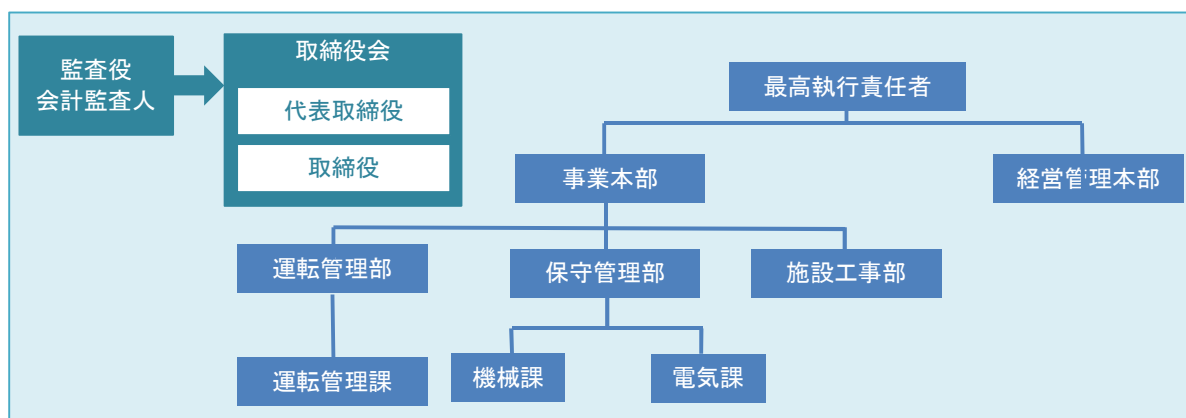 監査役
会計監査人
取締役会
代表取締役
取締役
最高執行責任者
事業本部
経営管理本部
運転管理部
保守管理部
施設工事部
運転管理課
機械課
電気課